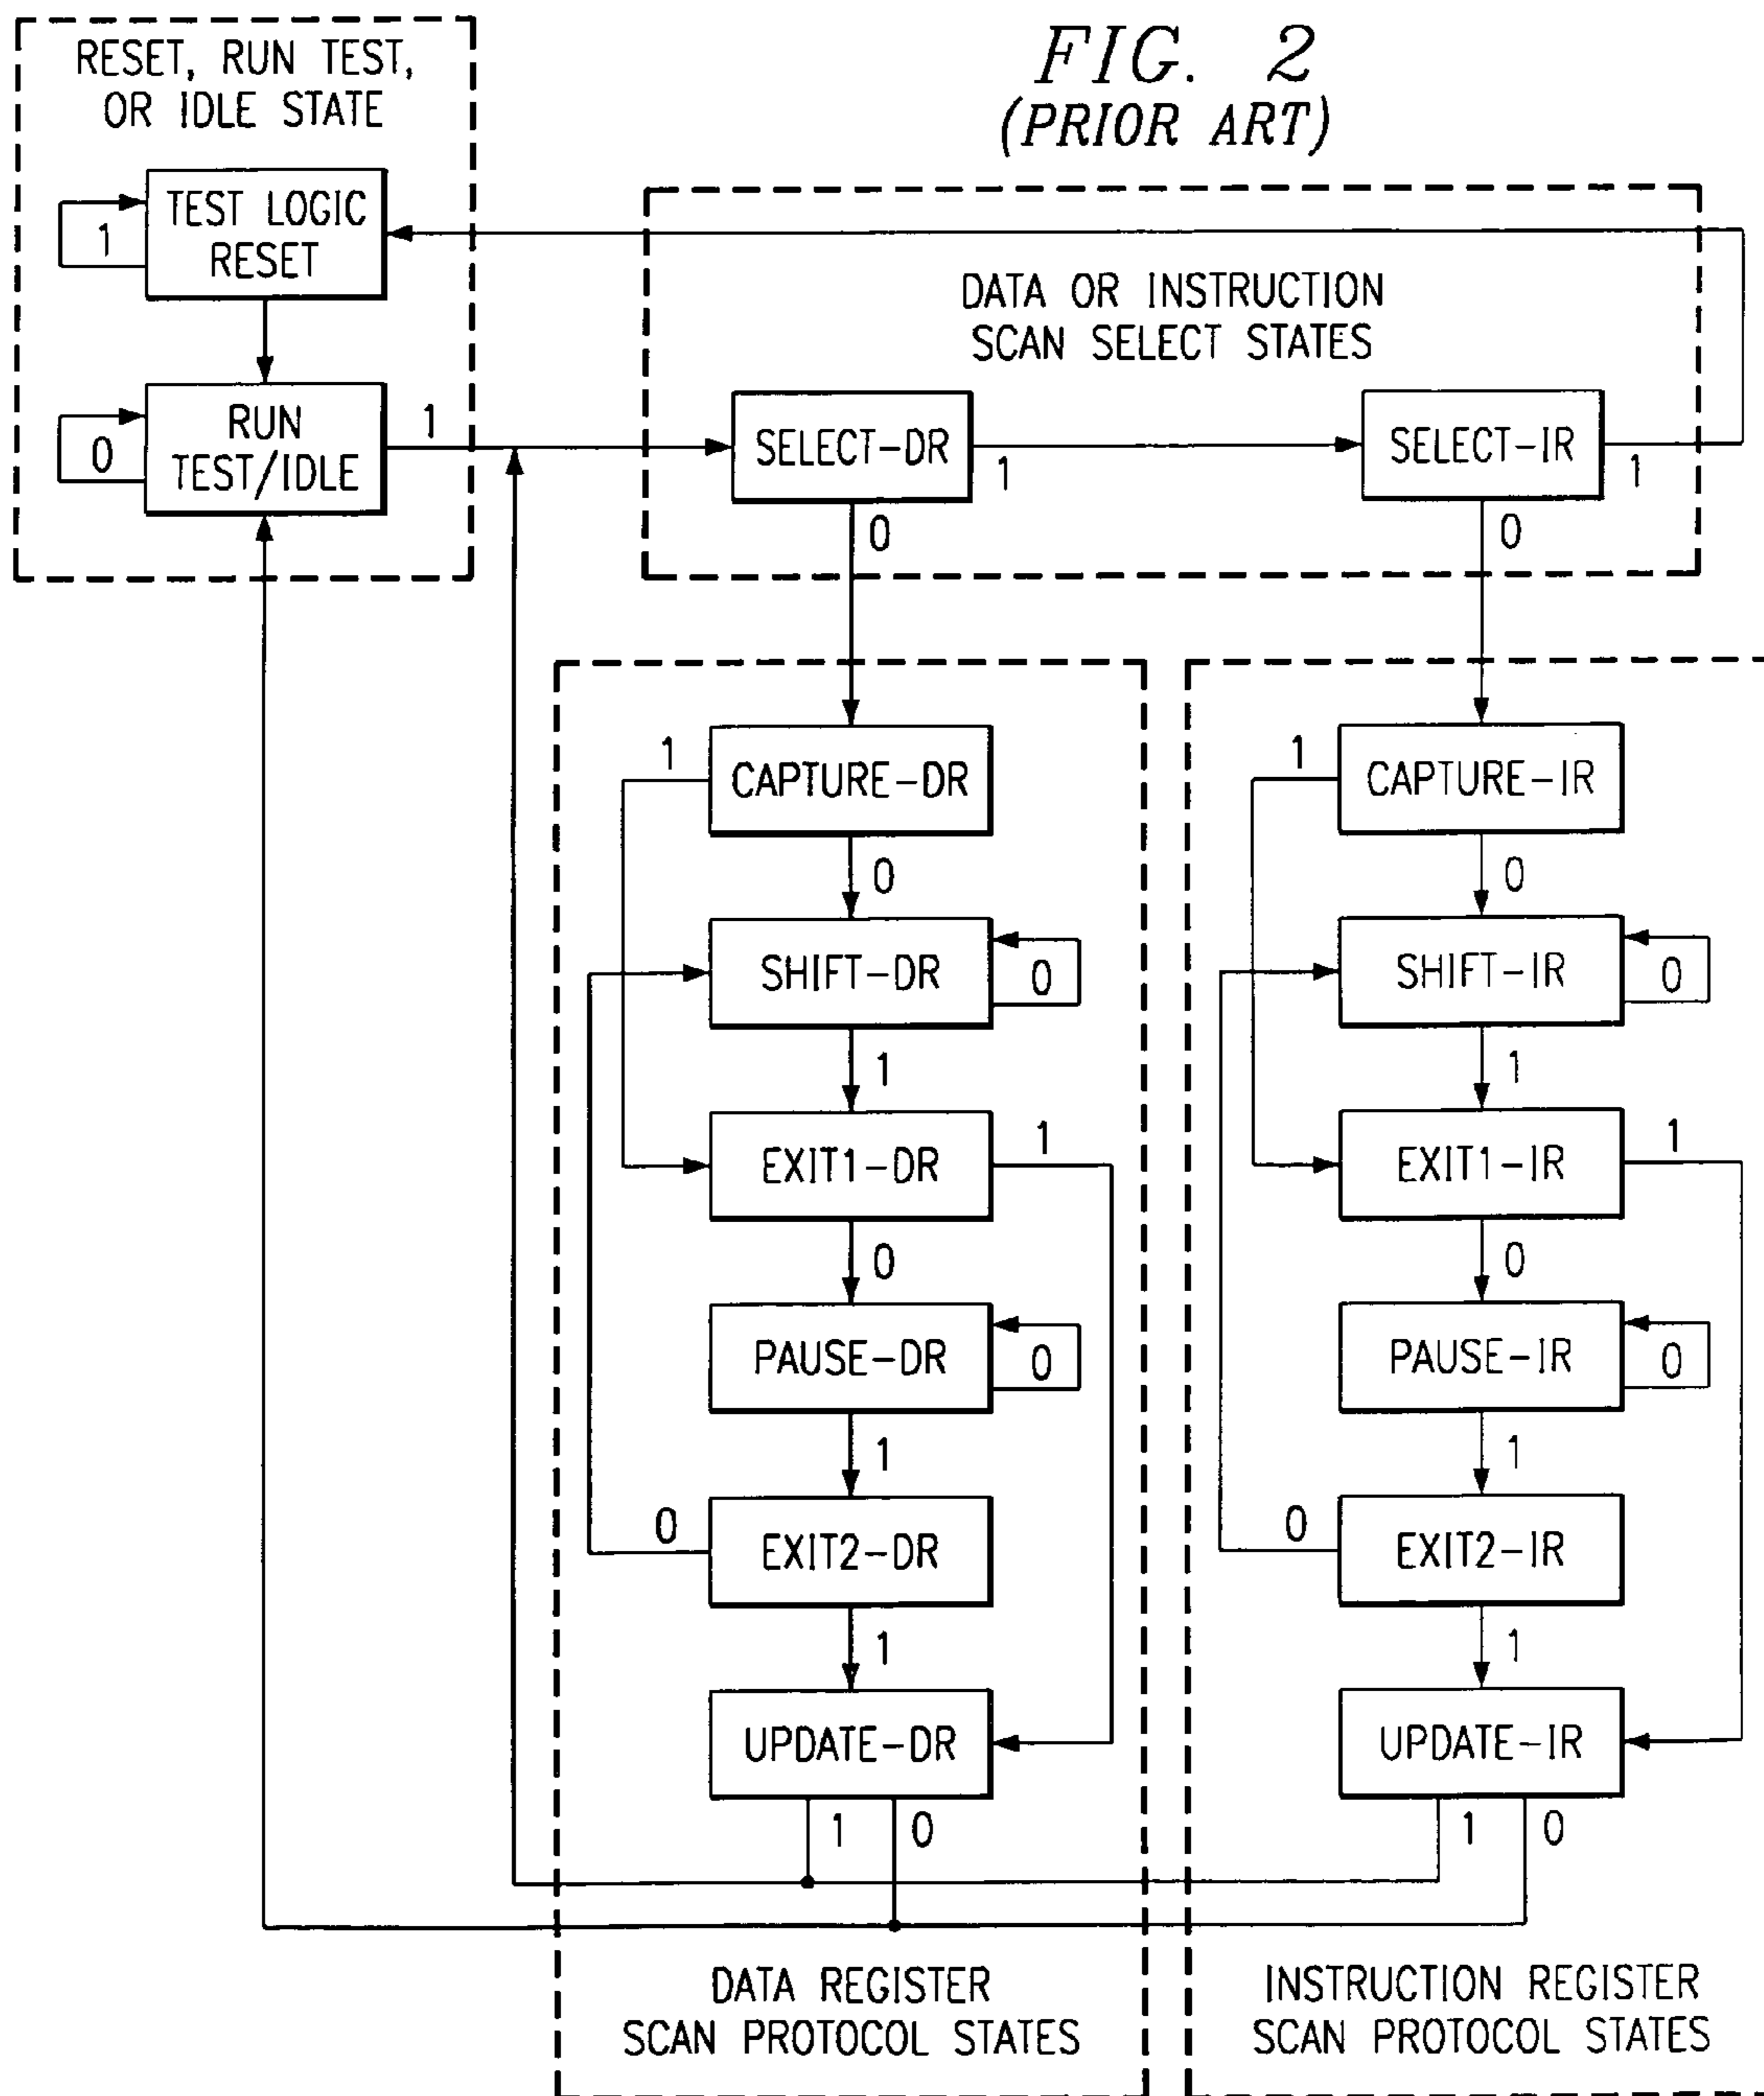 FIG. 2
(PRIOR ART)
RESET, RUN TEST,
OR IDLE STATE
TEST LOGIC
RESET
1
RUN
TEST/IDLE
0
1
DATA OR INSTRUCTION
SCAN SELECT STATES
SELECT-DR
1
0
SELECT-IR
1
0
CAPTURE-DR
1
0
SHIFT-DR
0
1
EXIT1-DR
1
0
PAUSE-DR
0
1
EXIT2-DR
0
1
UPDATE-DR
1
0
DATA REGISTER
SCAN PROTOCOL STATES
CAPTURE-IR
1
0
SHIFT-IR
0
1
EXIT1-IR
1
0
PAUSE-IR
0
1
EXIT2-IR
0
1
UPDATE-IR
1
0
INSTRUCTION REGISTER
SCAN PROTOCOL STATES